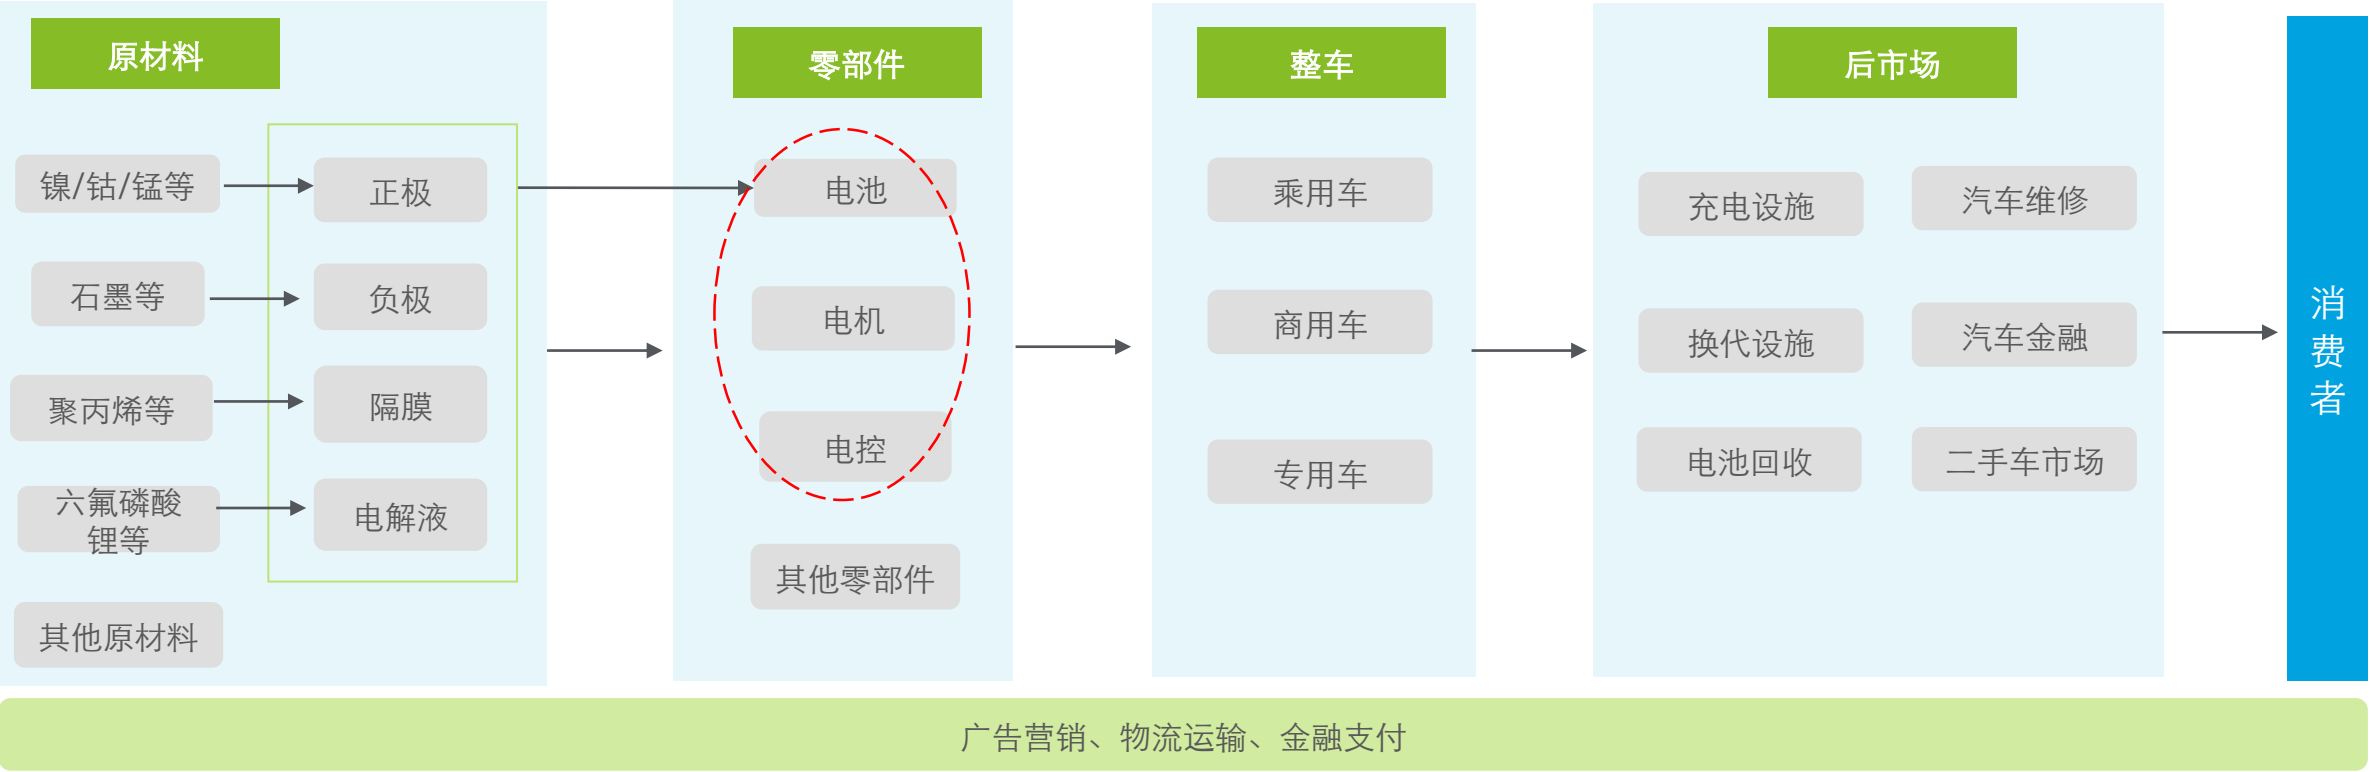 原材料
镍/钴/锰等
正极
石墨等
负极
聚丙烯等
隔膜
六氟磷酸
锂等
电解液
其他原材料
零部件
电池
电机
电控
其他零部件
整车
乘用车
商用车
专用车
后市场
充电设施
汽车维修
换代设施
汽车金融
电池回收
二手车市场
消
费
者
广告营销、物流运输、金融支付